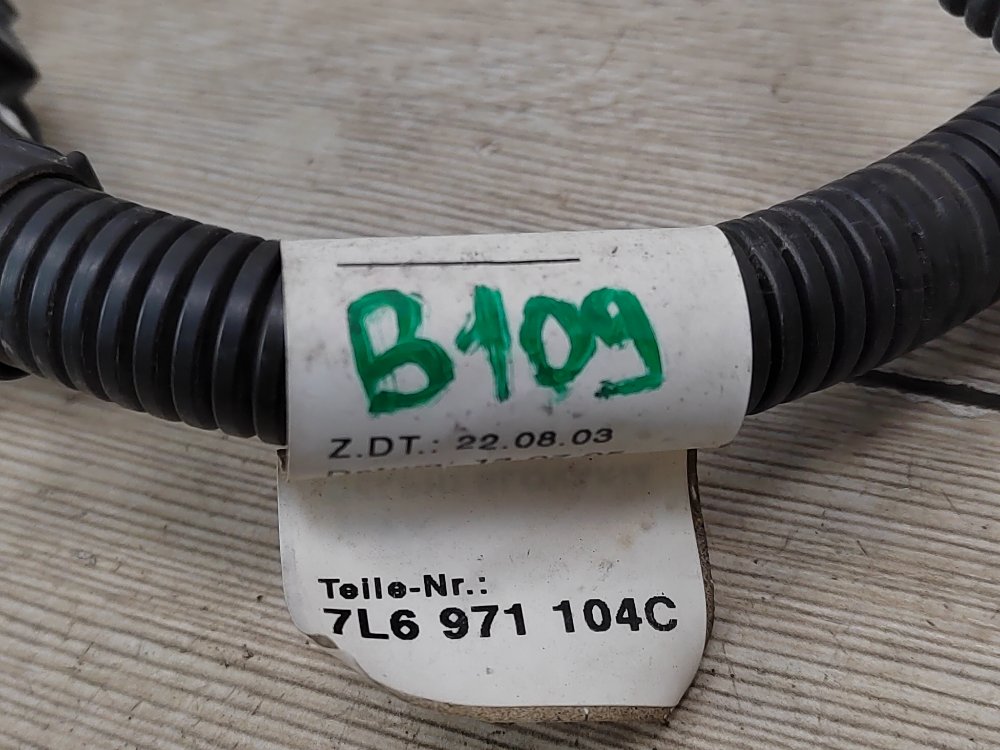 B109
Z.DT.: 22.08.03
Teile-Nr.:
7L6 971 104C